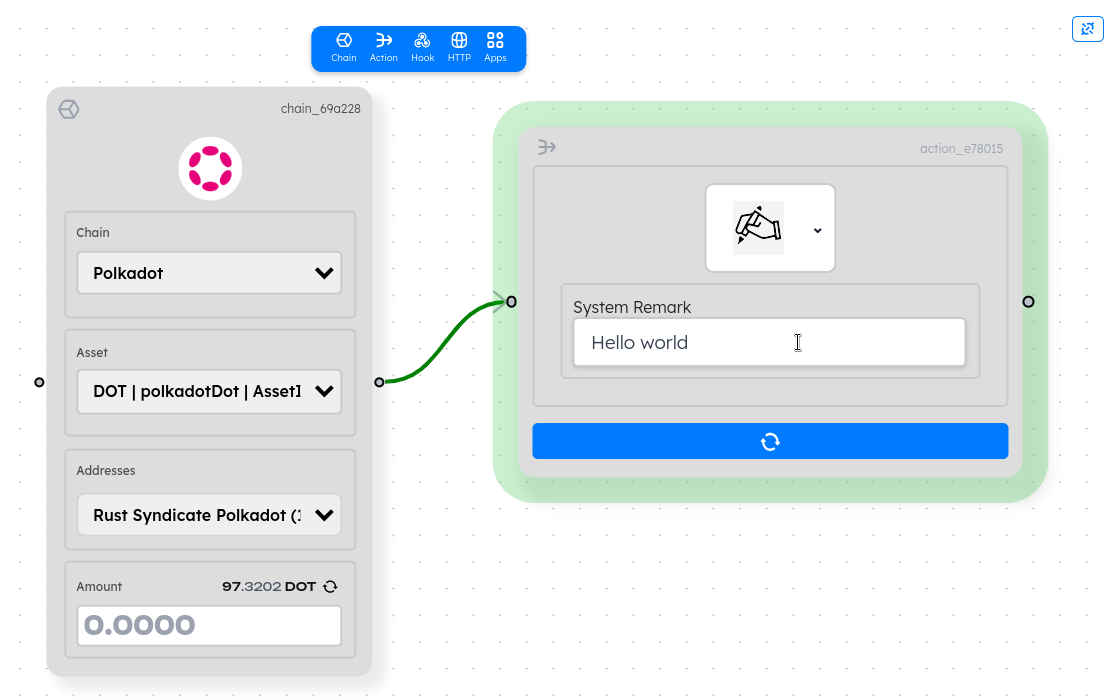 Chain Action Hook HTTP Apps
chain_69a228
Chain
Polkadot
Asset
DOT | polkadotDot | AssetI
Addresses
Rust Syndicate Polkadot (1
Amount 97.3202 DOT
0.0000
action_e78015
System Remark
Hello world